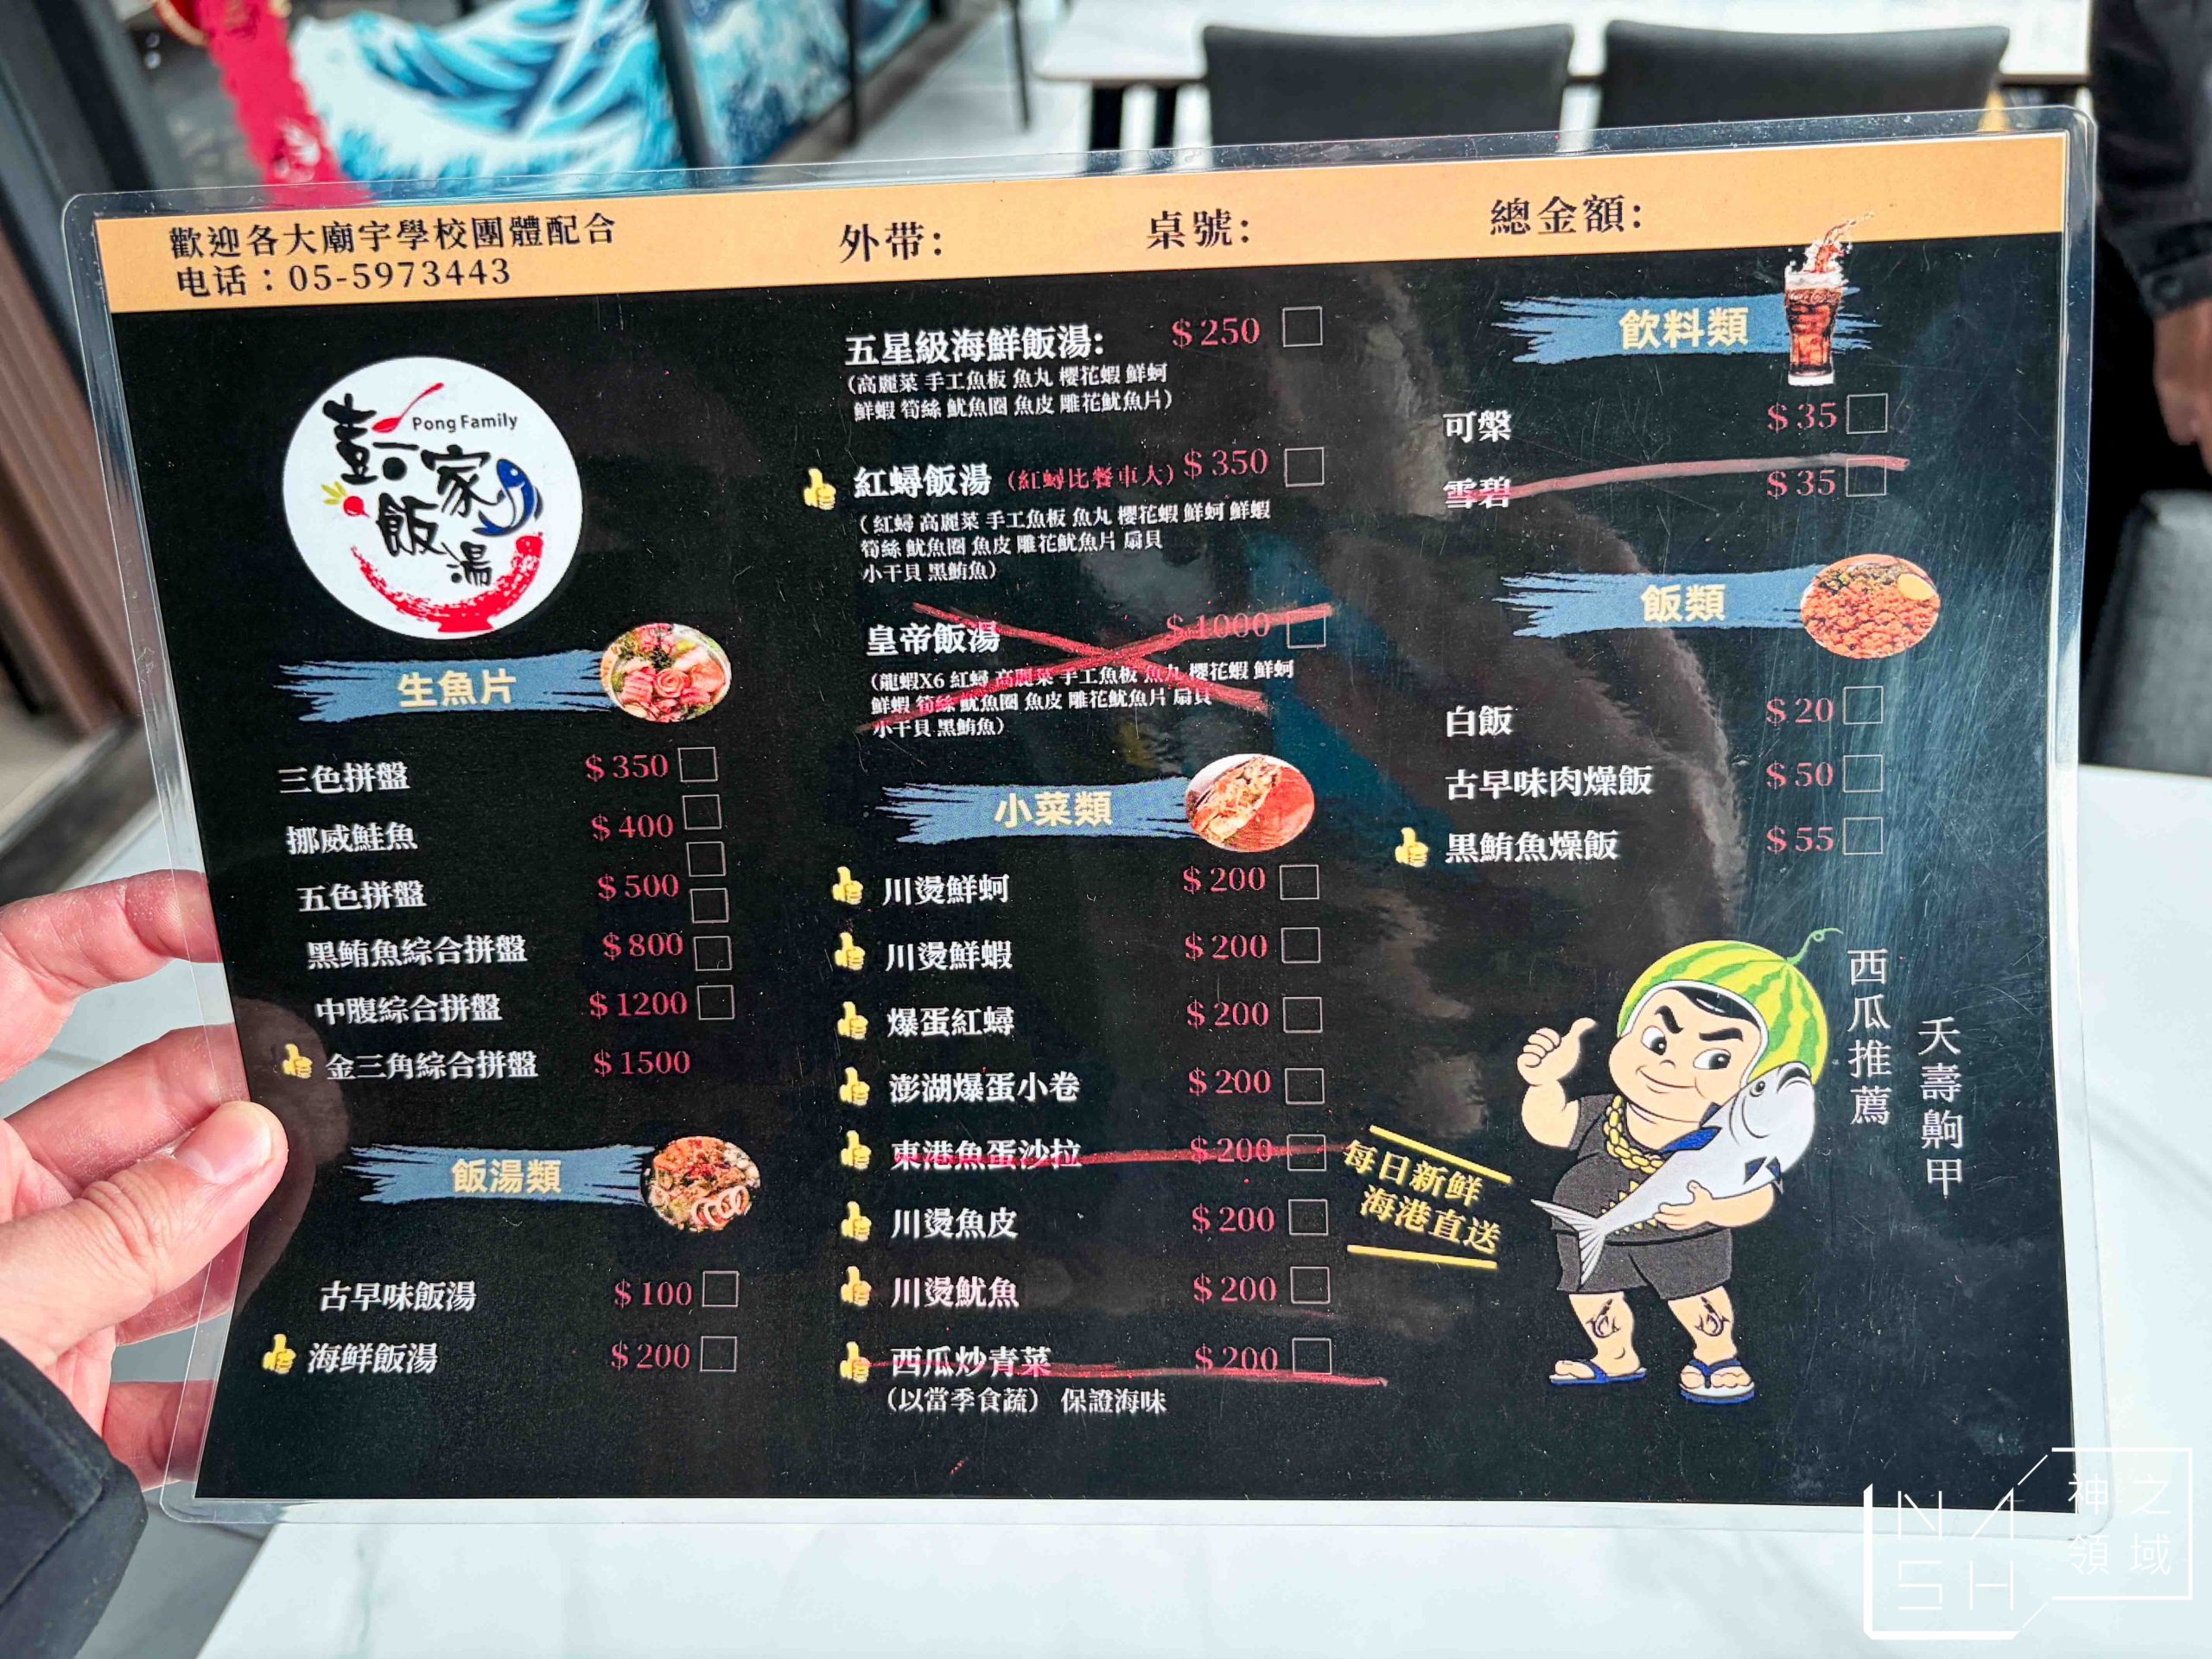 歡迎各大廟宇學校團體配合
电话：05-5973443
外带：
桌號：
總金額：
彭家飯湯
Pong Family
生魚片
三色拼盤 $350
挪威鮭魚 $400
五色拼盤 $500
黑鮪魚綜合拼盤 $800
中腹綜合拼盤 $1200
金三角綜合拼盤 $1500
飯湯類
古早味飯湯 $100
海鮮飯湯 $200
五星級海鮮飯湯: $250
（高麗菜 手工魚板 魚丸 櫻花蝦 鮮蚵
鮮蝦 筍絲 魷魚圈 魚皮 雕花魷魚片）
紅蟳飯湯（紅蟳比餐車大）$350
（紅蟳 高麗菜 手工魚板 魚丸 櫻花蝦 鮮蚵 鮮蝦
筍絲 魷魚圈 魚皮 雕花魷魚片 扇貝
小干貝 黑鮪魚）
皇帝飯湯 $1000
（龍蝦X6 紅蟳 高麗菜 手工魚板 魚丸 櫻花蝦 鮮蚵
鮮蝦 筍絲 魷魚圈 魚皮 雕花魷魚片 扇貝
小干貝 黑鮪魚）
小菜類
川燙鮮蚵 $200
川燙鮮蝦 $200
爆蛋紅蟳 $200
澎湖爆蛋小卷 $200
東港魚蛋沙拉 $200
川燙魚皮 $200
川燙魷魚 $200
西瓜炒青菜 $200
（以當季食蔬） 保證海味
飲料類
可槃 $35
雪碧 $35
飯類
白飯 $20
古早味肉燥飯 $50
黑鮪魚燥飯 $55
每日新鮮
海港直送
西瓜推薦
夭壽齁甲
NASH
神之
領域